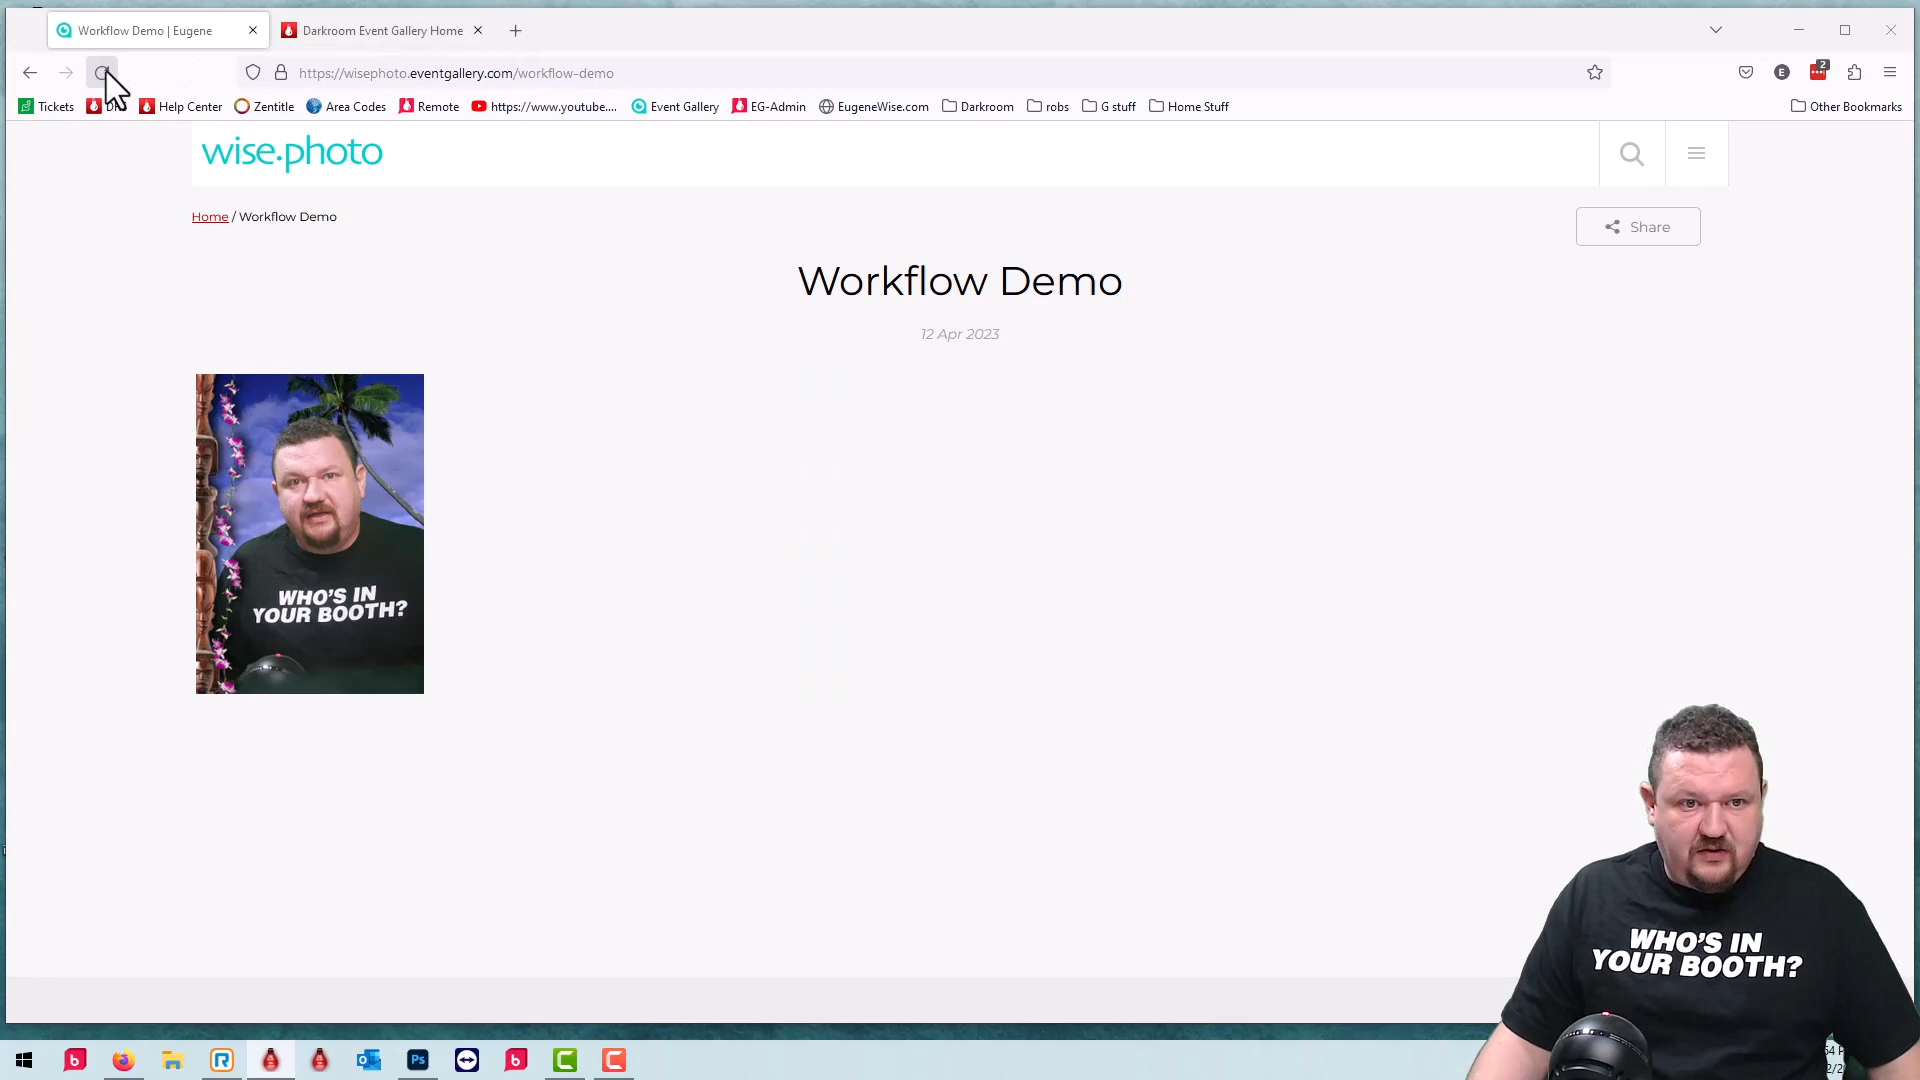 Workflow Demo | Eugene
Darkroom Event Gallery Home
https://wisephoto.eventgallery.com/workflow-demo
E
2
Tickets
Help Center
Zentitle
Area Codes
Remote
https://www.youtube....
Event Gallery
EG-Admin
EugeneWise.com
Darkroom
robs
G stuff
Home Stuff
Other Bookmarks
wise.photo
Home / Workflow Demo
Share
Workflow Demo
12 Apr 2023
WHO'S IN
YOUR BOOTH?
WHO'S IN
YOUR BOOTH?
Ps